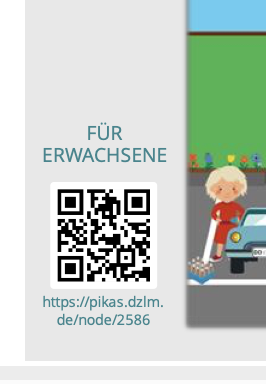 FÜR
ERWACHSENE
https://pikas.dzlm.
de/node/2586